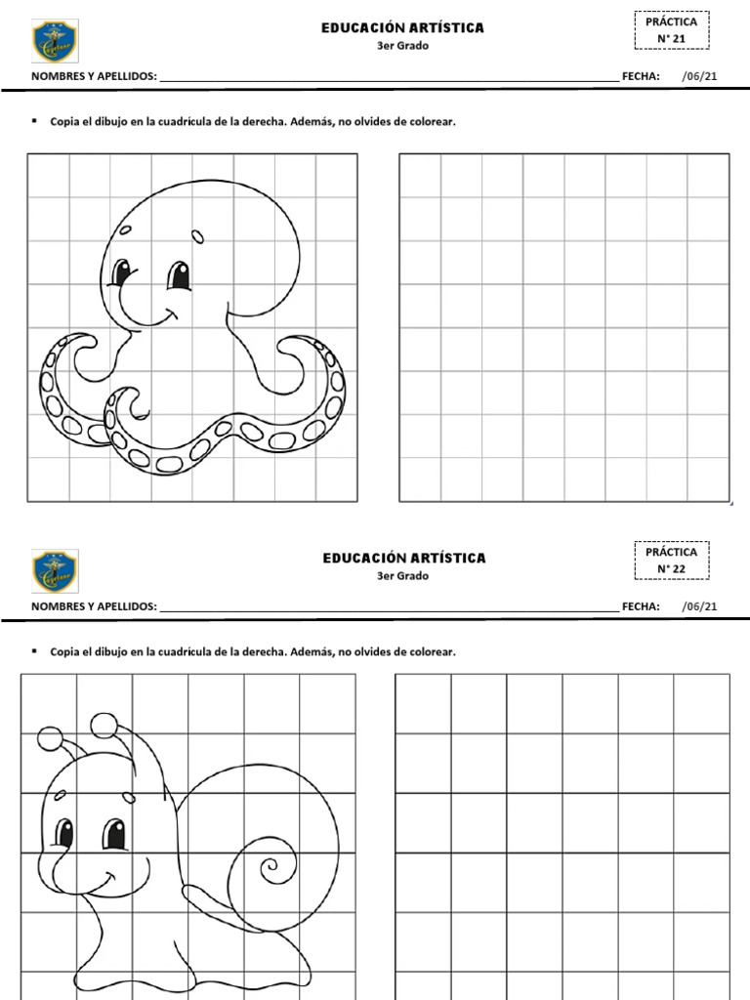 EDUCACIÓN ARTÍSTICA
3er Grado
PRÁCTICA
N° 21
NOMBRES Y APELLIDOS: ______ FECHA: /06/21
▪ Copia el dibujo en la cuadrícula de la derecha. Además, no olvides de colorear.
EDUCACIÓN ARTÍSTICA
3er Grado
PRÁCTICA
N° 22
NOMBRES Y APELLIDOS: ______ FECHA: /06/21
▪ Copia el dibujo en la cuadrícula de la derecha. Además, no olvides de colorear.